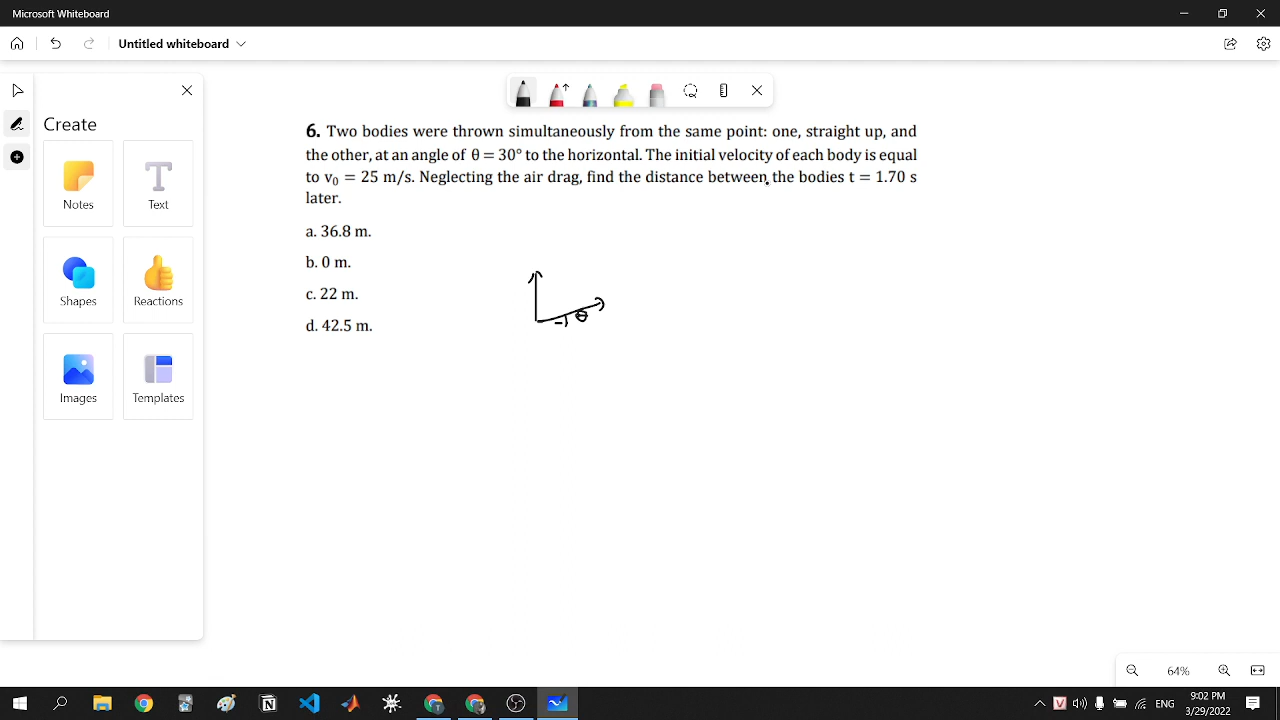 Microsoft Whiteboard
Untitled whiteboard
Create
Notes
Text
Shapes
Reactions
Images
Templates
6. Two bodies were thrown simultaneously from the same point: one, straight up, and
the other, at an angle of θ = 30° to the horizontal. The initial velocity of each body is equal
to v₀ = 25 m/s. Neglecting the air drag, find the distance between the bodies t = 1.70 s
later.
a. 36.8 m.
b. 0 m.
c. 22 m.
d. 42.5 m.
θ
64%
ENG
9:02 PM
3/29/2022